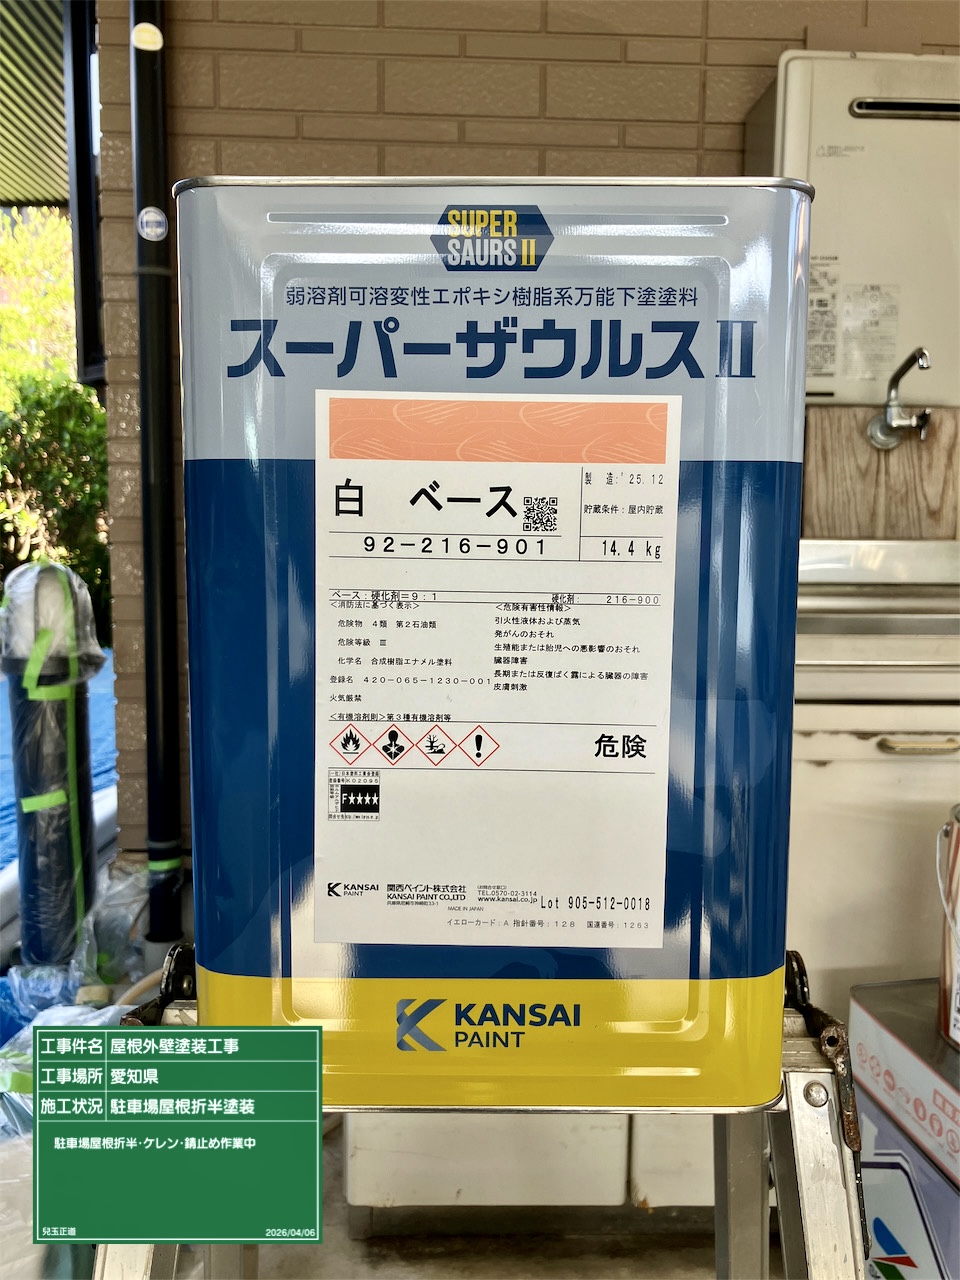 SUPER
SAURS II
弱溶剤可溶変性エポキシ樹脂系万能下塗塗料
スーパーザウルスⅡ
白 ベース
92-216-901
製 造:'25.12
貯蔵条件:屋内貯蔵
14.4 kg
ベース:硬化剤=9:1
硬化剤: 216-900
<消防法に基づく表示>
危険物 4類 第2石油類
危険等級 Ⅲ
化学名 合成樹脂エナメル塗料
登録名 420-065-1230-001
火気厳禁
<危険有害性情報>
引火性液体および蒸気
発がんのおそれ
生殖能または胎児への悪影響のおそれ
臓器障害
長期または反復ばく露による臓器の障害
皮膚刺激
<有機溶剤則>第3種有機溶剤等
危険
F★★★★
KANSAI
PAINT
関西ペイント株式会社
KANSAI PAINT CO.,LTD
MADE IN JAPAN
TEL.0570-02-3114
www.kansai.co.jp
Lot 905-512-0018
イエローカード:A 指針番号:128 国連番号:1263
KANSAI
PAINT
工事件名 屋根外壁塗装工事
工事場所 愛知県
施工状況 駐車場屋根折半塗装
駐車場屋根折半・ケレン・錆止め作業中
兒玉正道
2026/04/06